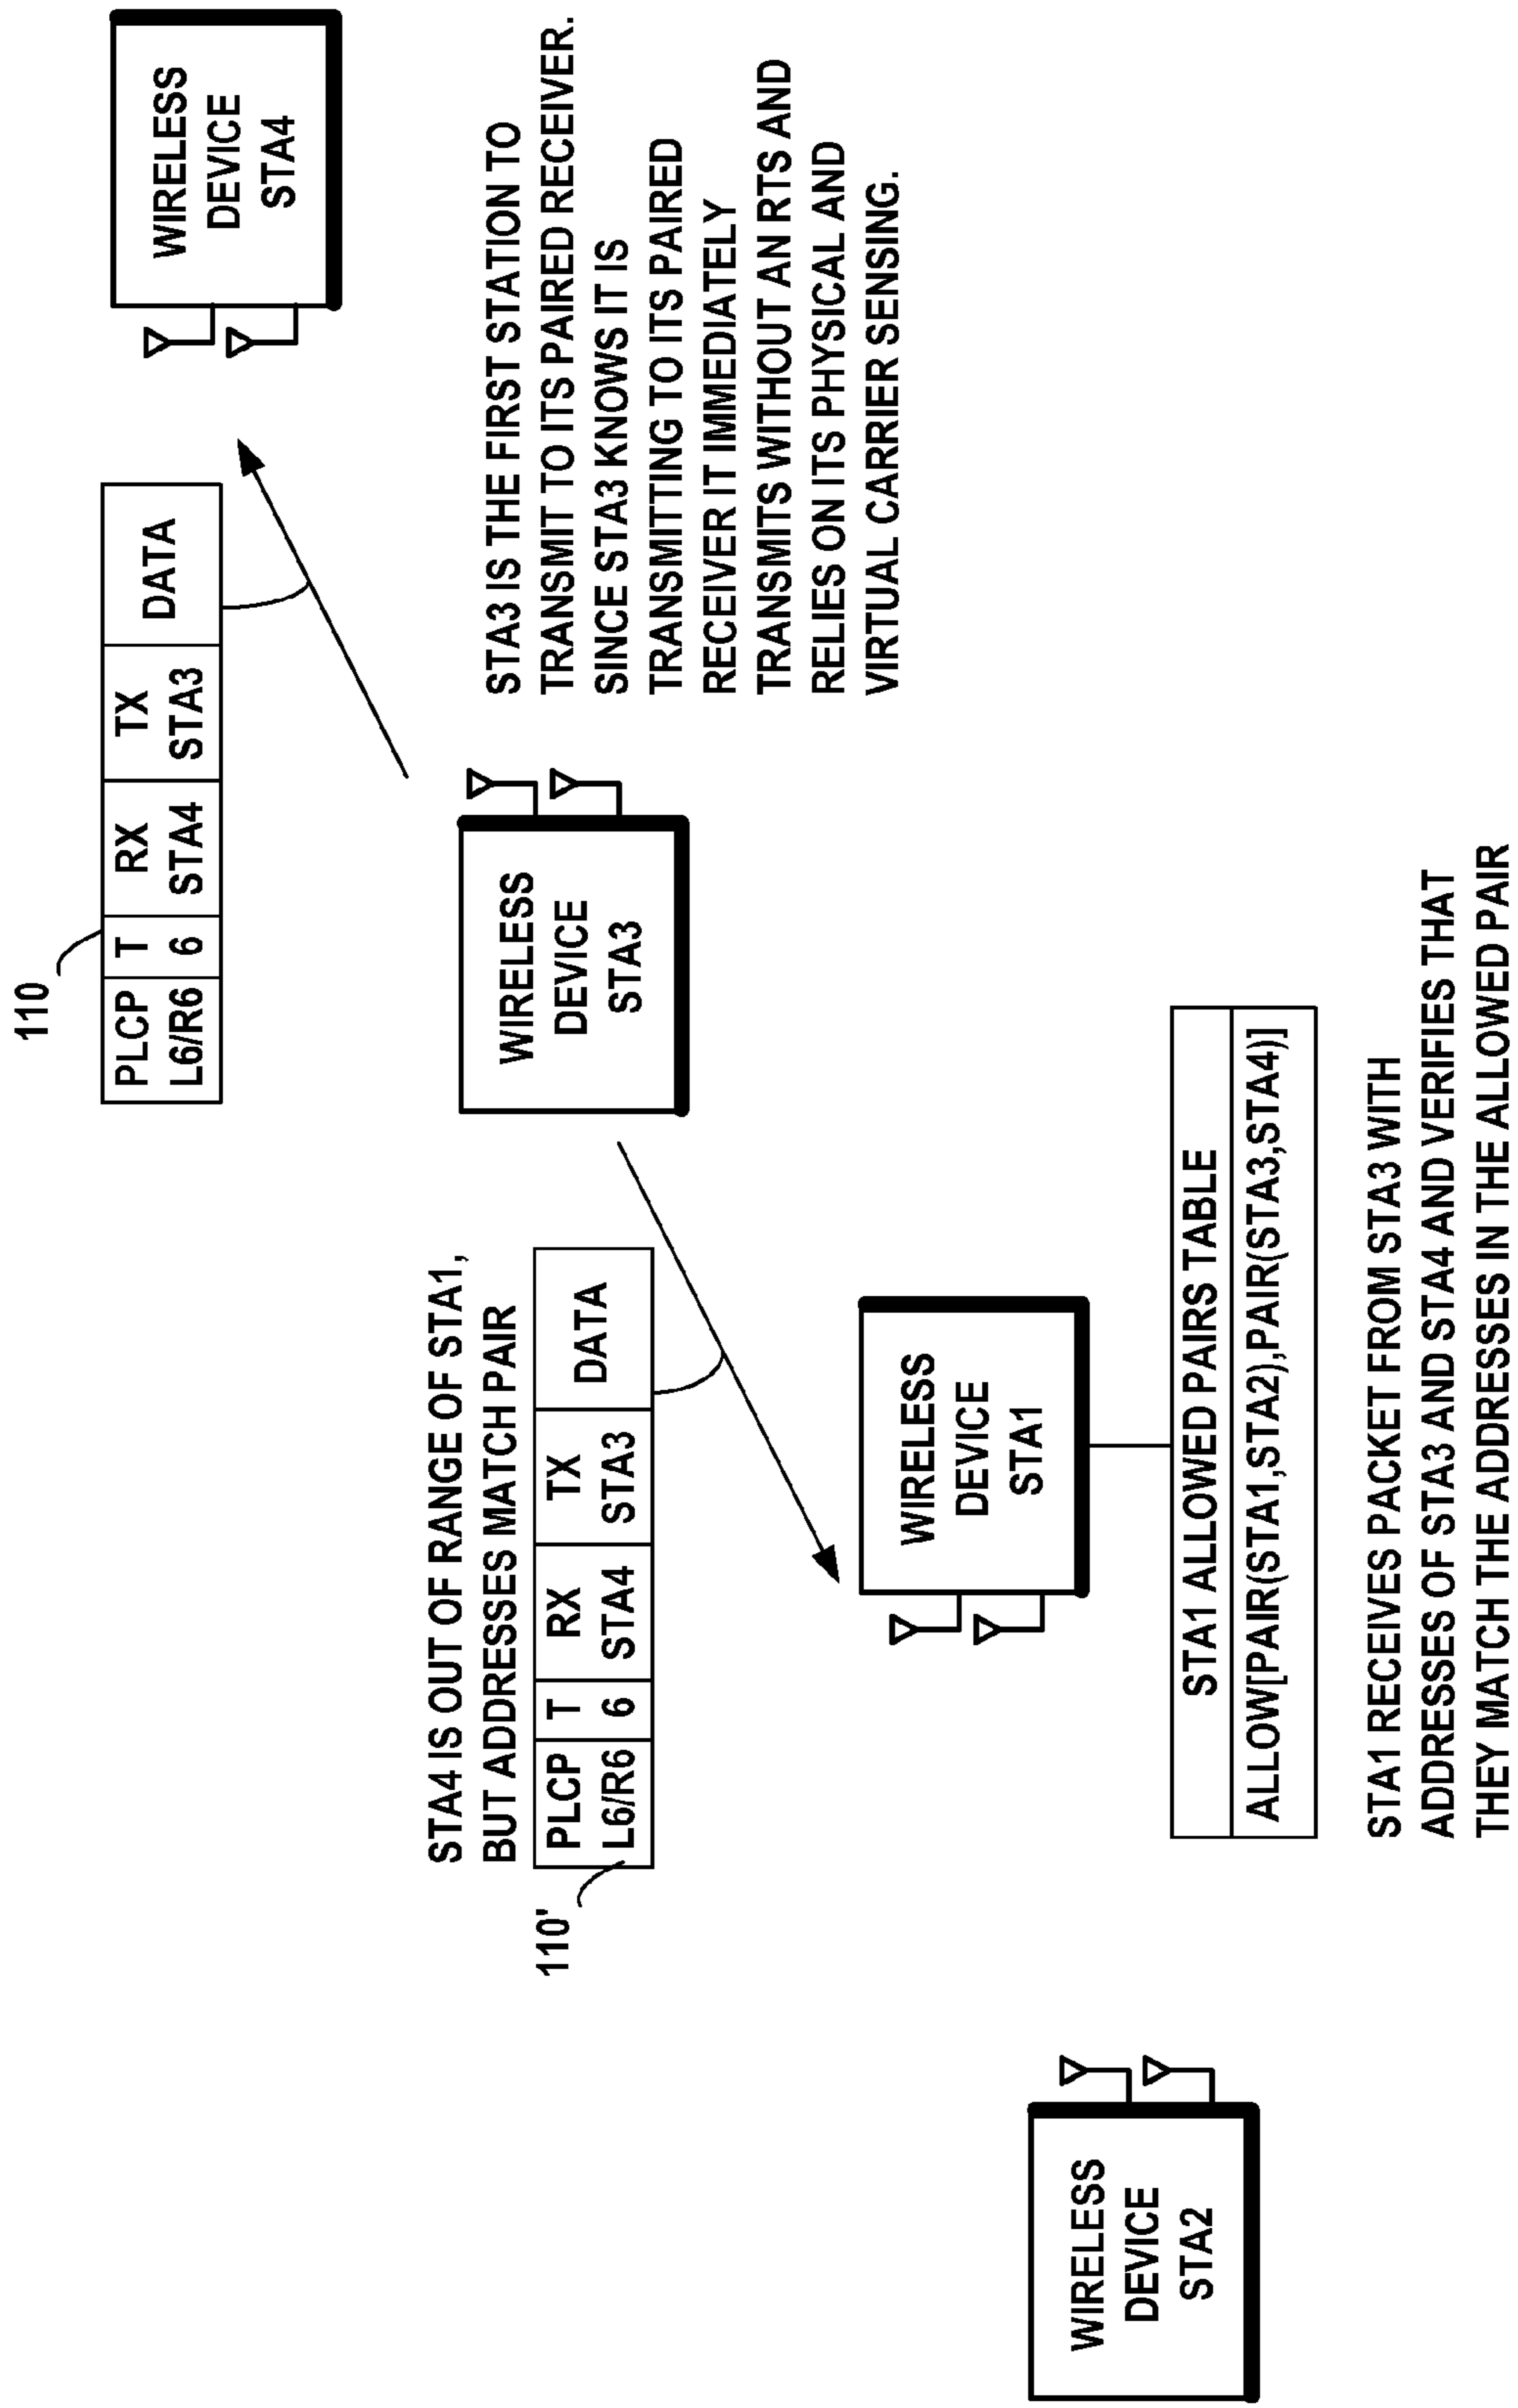 110
PLCP T RX TX DATA
L6/R6 6 STA4 STA3
WIRELESS
DEVICE
STA4
STA3 IS THE FIRST STATION TO
TRANSMIT TO ITS PAIRED RECEIVER.
SINCE STA3 KNOWS IT IS
TRANSMITTING TO ITS PAIRED
RECEIVER IT IMMEDIATELY
TRANSMITS WITHOUT AN RTS AND
RELIES ON ITS PHYSICAL AND
VIRTUAL CARRIER SENSING.
WIRELESS
DEVICE
STA3
STA4 IS OUT OF RANGE OF STA1,
BUT ADDRESSES MATCH PAIR
110'
PLCP T RX TX DATA
L6/R6 6 STA4 STA3
WIRELESS
DEVICE
STA1
STA1 ALLOWED PAIRS TABLE
ALLOW[PAIR(STA1,STA2),PAIR(STA3,STA4)]
STA1 RECEIVES PACKET FROM STA3 WITH
ADDRESSES OF STA3 AND STA4 AND VERIFIES THAT
THEY MATCH THE ADDRESSES IN THE ALLOWED PAIR
WIRELESS
DEVICE
STA2